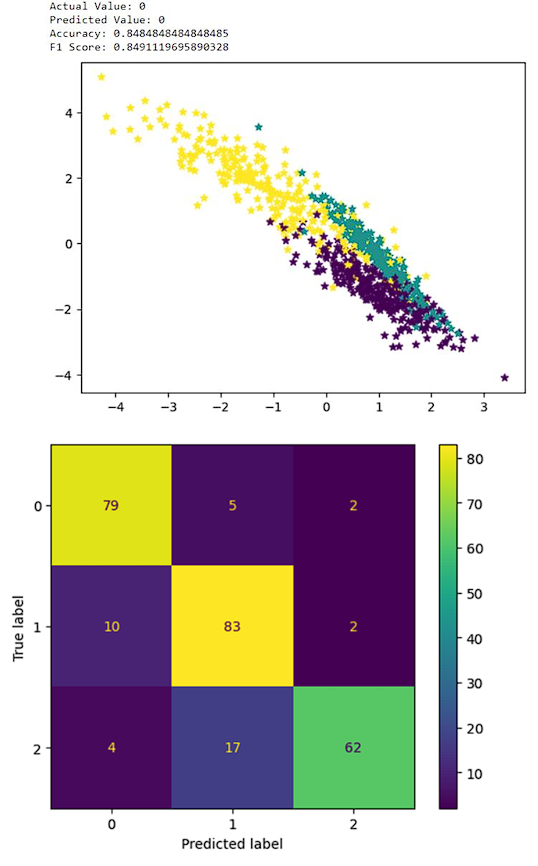 Actual Value: 0
Predicted Value: 0
Accuracy: 0.8484848484848485
F1 Score: 0.8491119695890328
4
2
0
−2
−4
−4 −3 −2 −1 0 1 2 3
0 79 5 2
1 10 83 2
2 4 17 62
0 1 2
True label
Predicted label
80
70
60
50
40
30
20
10